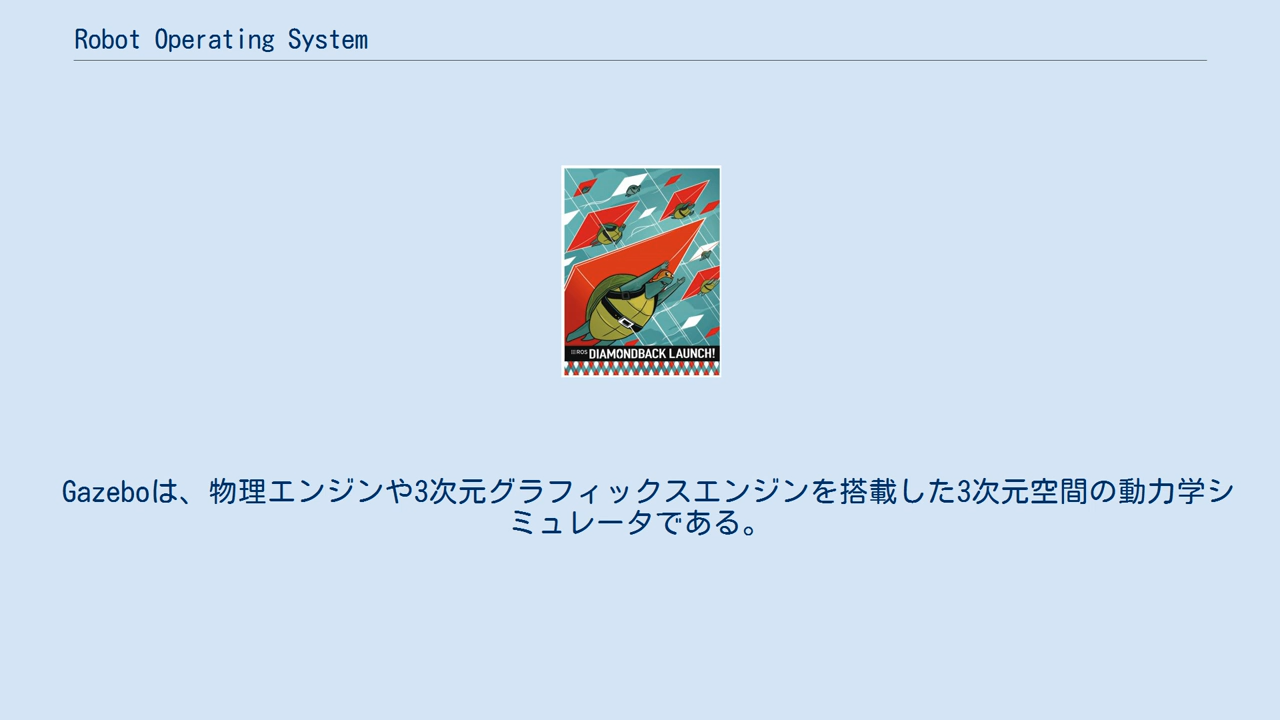 Robot Operating System
ROS DIAMONDBACK LAUNCH!
Gazeboは、物理エンジンや3次元グラフィックスエンジンを搭載した3次元空間の動力学シ
ミュレータである。